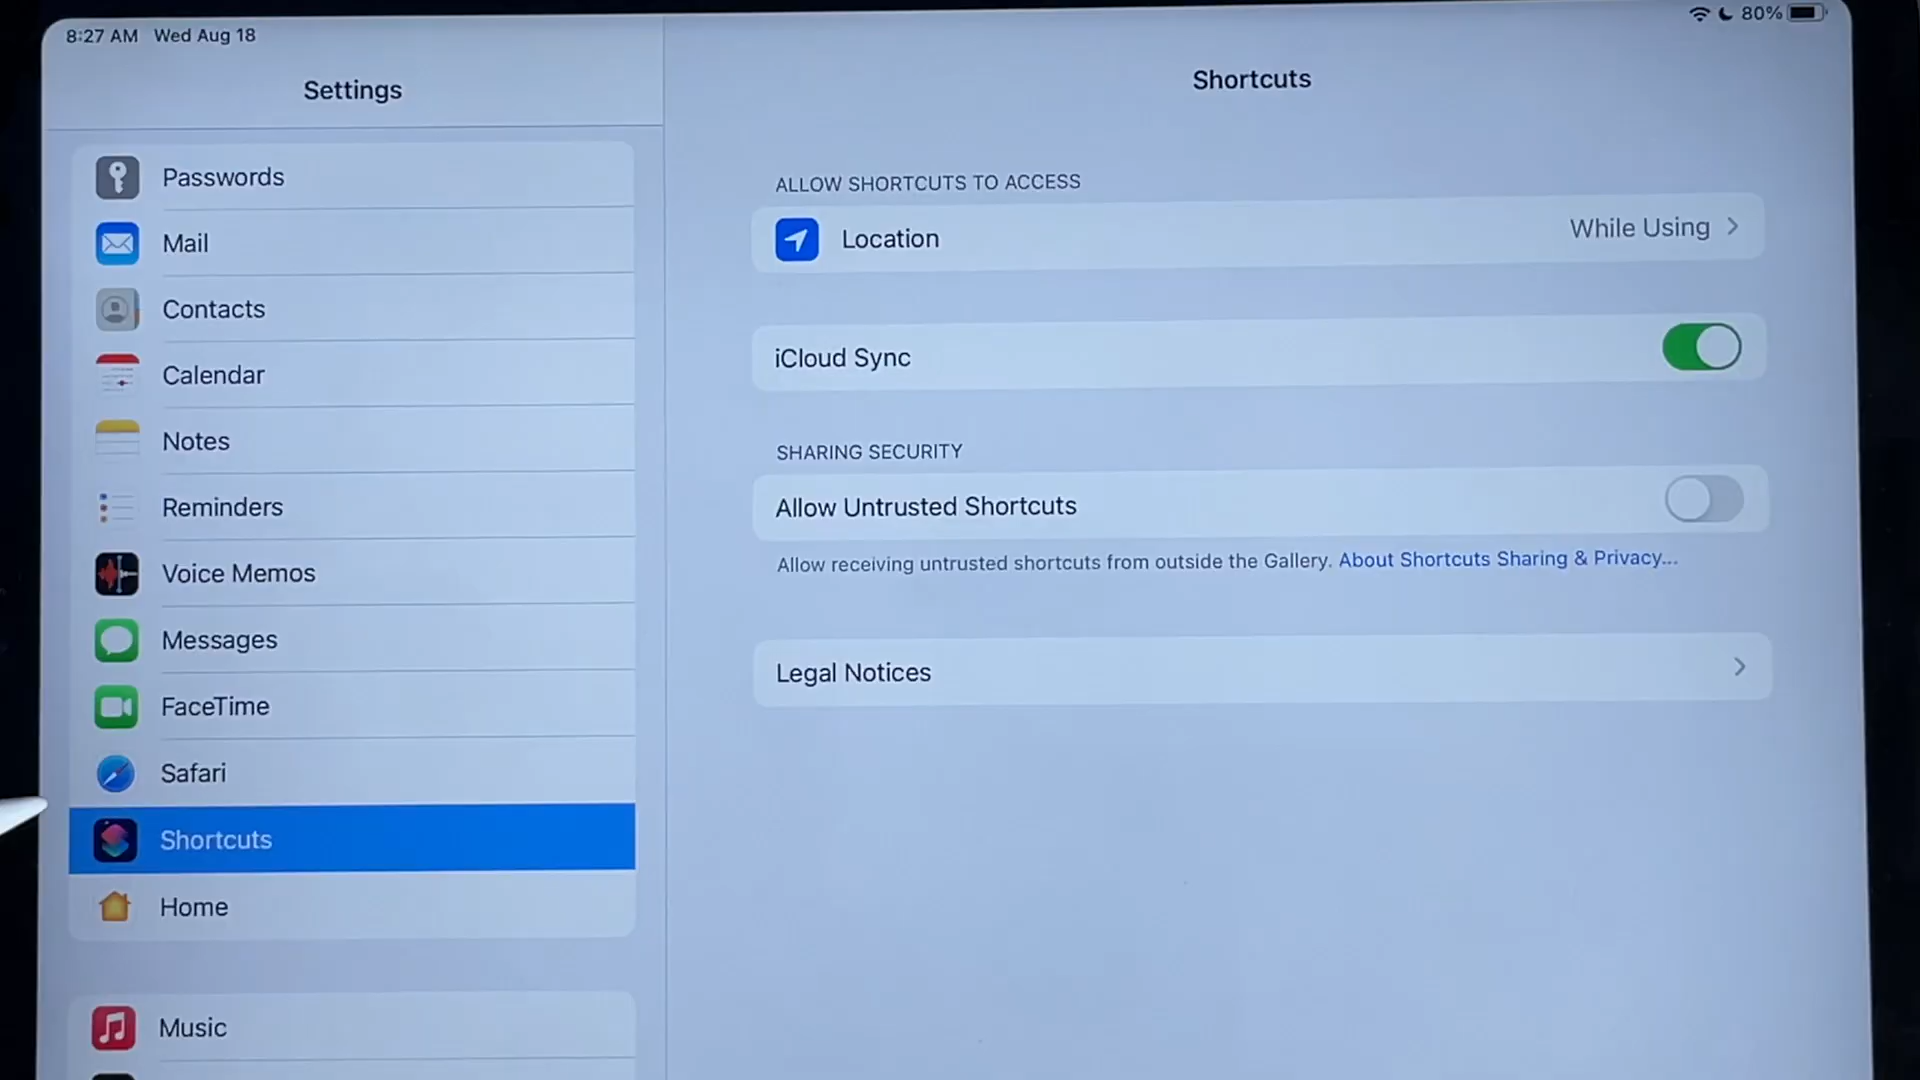 8:27 AM Wed Aug 18
80%
Settings
Passwords
Mail
Contacts
Calendar
Notes
Reminders
Voice Memos
Messages
FaceTime
Safari
Shortcuts
Home
Music
Shortcuts
ALLOW SHORTCUTS TO ACCESS
Location While Using
iCloud Sync
SHARING SECURITY
Allow Untrusted Shortcuts
Allow receiving untrusted shortcuts from outside the Gallery. About Shortcuts Sharing & Privacy...
Legal Notices